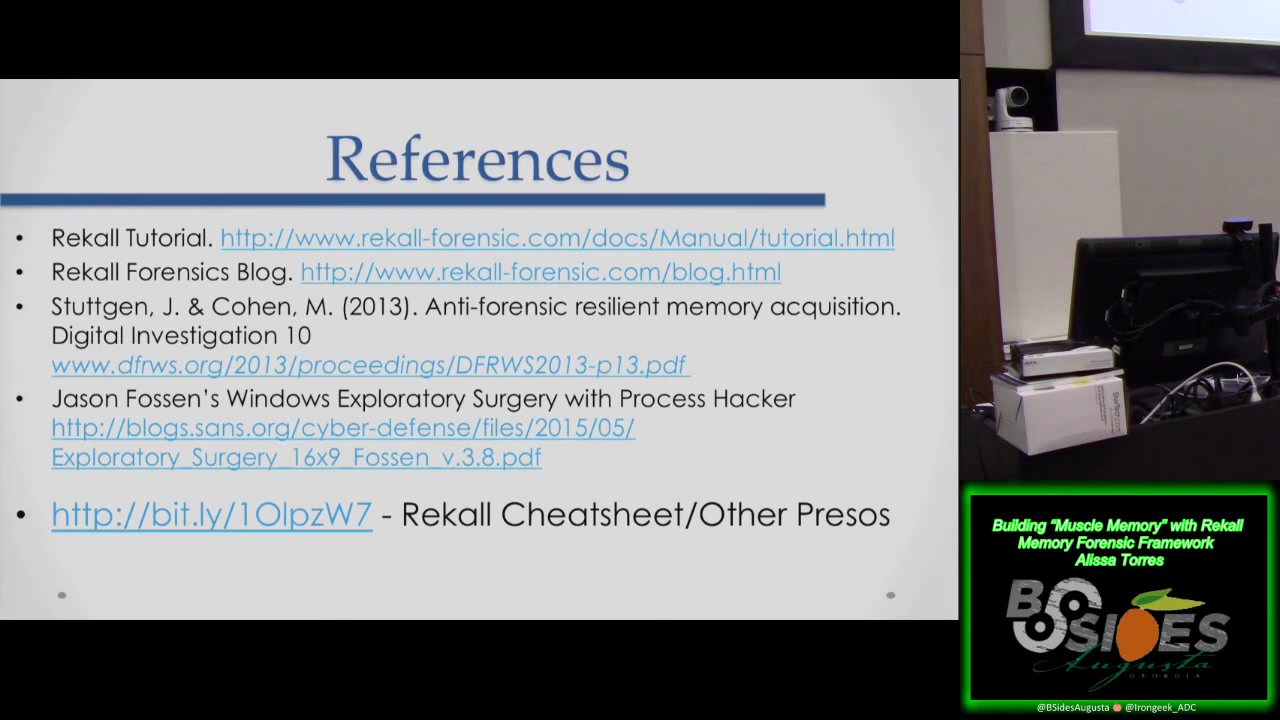 References
• Rekall Tutorial. http://www.rekall-forensic.com/docs/Manual/tutorial.html
• Rekall Forensics Blog. http://www.rekall-forensic.com/blog.html
• Stuttgen, J. & Cohen, M. (2013). Anti-forensic resilient memory acquisition.
Digital Investigation 10
www.dfrws.org/2013/proceedings/DFRWS2013-p13.pdf
• Jason Fossen’s Windows Exploratory Surgery with Process Hacker
http://blogs.sans.org/cyber-defense/files/2015/05/
Exploratory_Surgery_16x9_Fossen_v.3.8.pdf
• http://bit.ly/1OlpzW7 - Rekall Cheatsheet/Other Presos
Building “Muscle Memory” with Rekall
Memory Forensic Framework
Alissa Torres
BSIDES
Augusta
GEORGIA
@BSidesAugusta @Irongeek_ADC